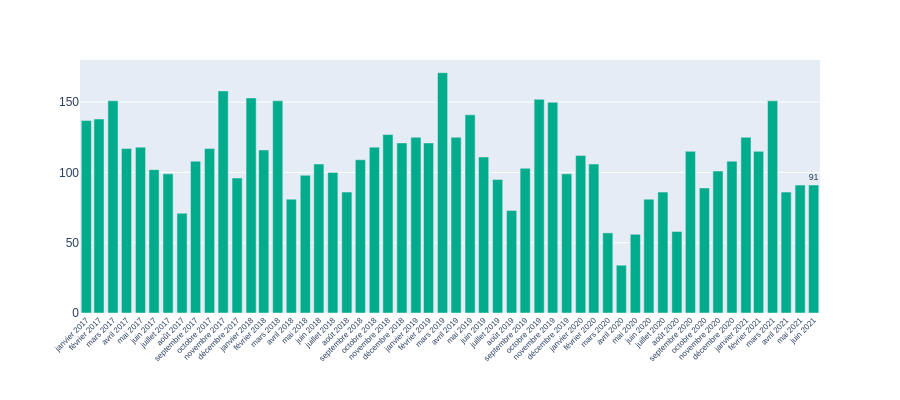 150
100
50
0
91
janvier 2017
février 2017
mars 2017
avril 2017
mai 2017
juin 2017
juillet 2017
août 2017
septembre 2017
octobre 2017
novembre 2017
décembre 2017
janvier 2018
février 2018
mars 2018
avril 2018
mai 2018
juin 2018
juillet 2018
août 2018
septembre 2018
octobre 2018
novembre 2018
décembre 2018
janvier 2019
février 2019
mars 2019
avril 2019
mai 2019
juin 2019
juillet 2019
août 2019
septembre 2019
octobre 2019
novembre 2019
décembre 2019
janvier 2020
février 2020
mars 2020
avril 2020
mai 2020
juin 2020
juillet 2020
août 2020
septembre 2020
octobre 2020
novembre 2020
décembre 2020
janvier 2021
février 2021
mars 2021
avril 2021
mai 2021
juin 2021